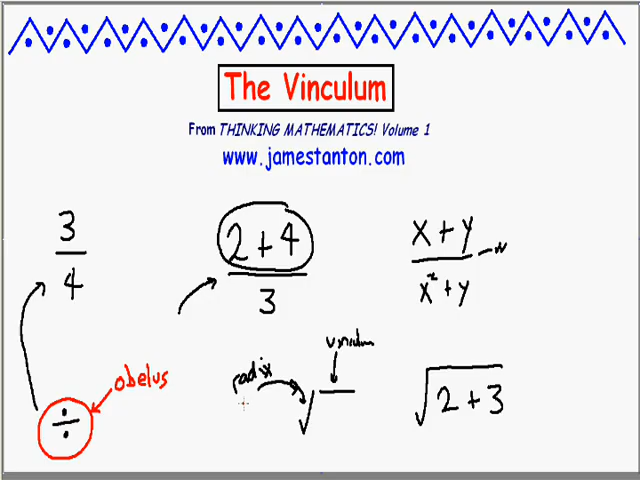 The Vinculum
From THINKING MATHEMATICS! Volume 1
www.jamestanton.com
3
4
2 + 4
3
x + y
x² + y
vinculum
radix
√
√2 + 3
obelus
÷